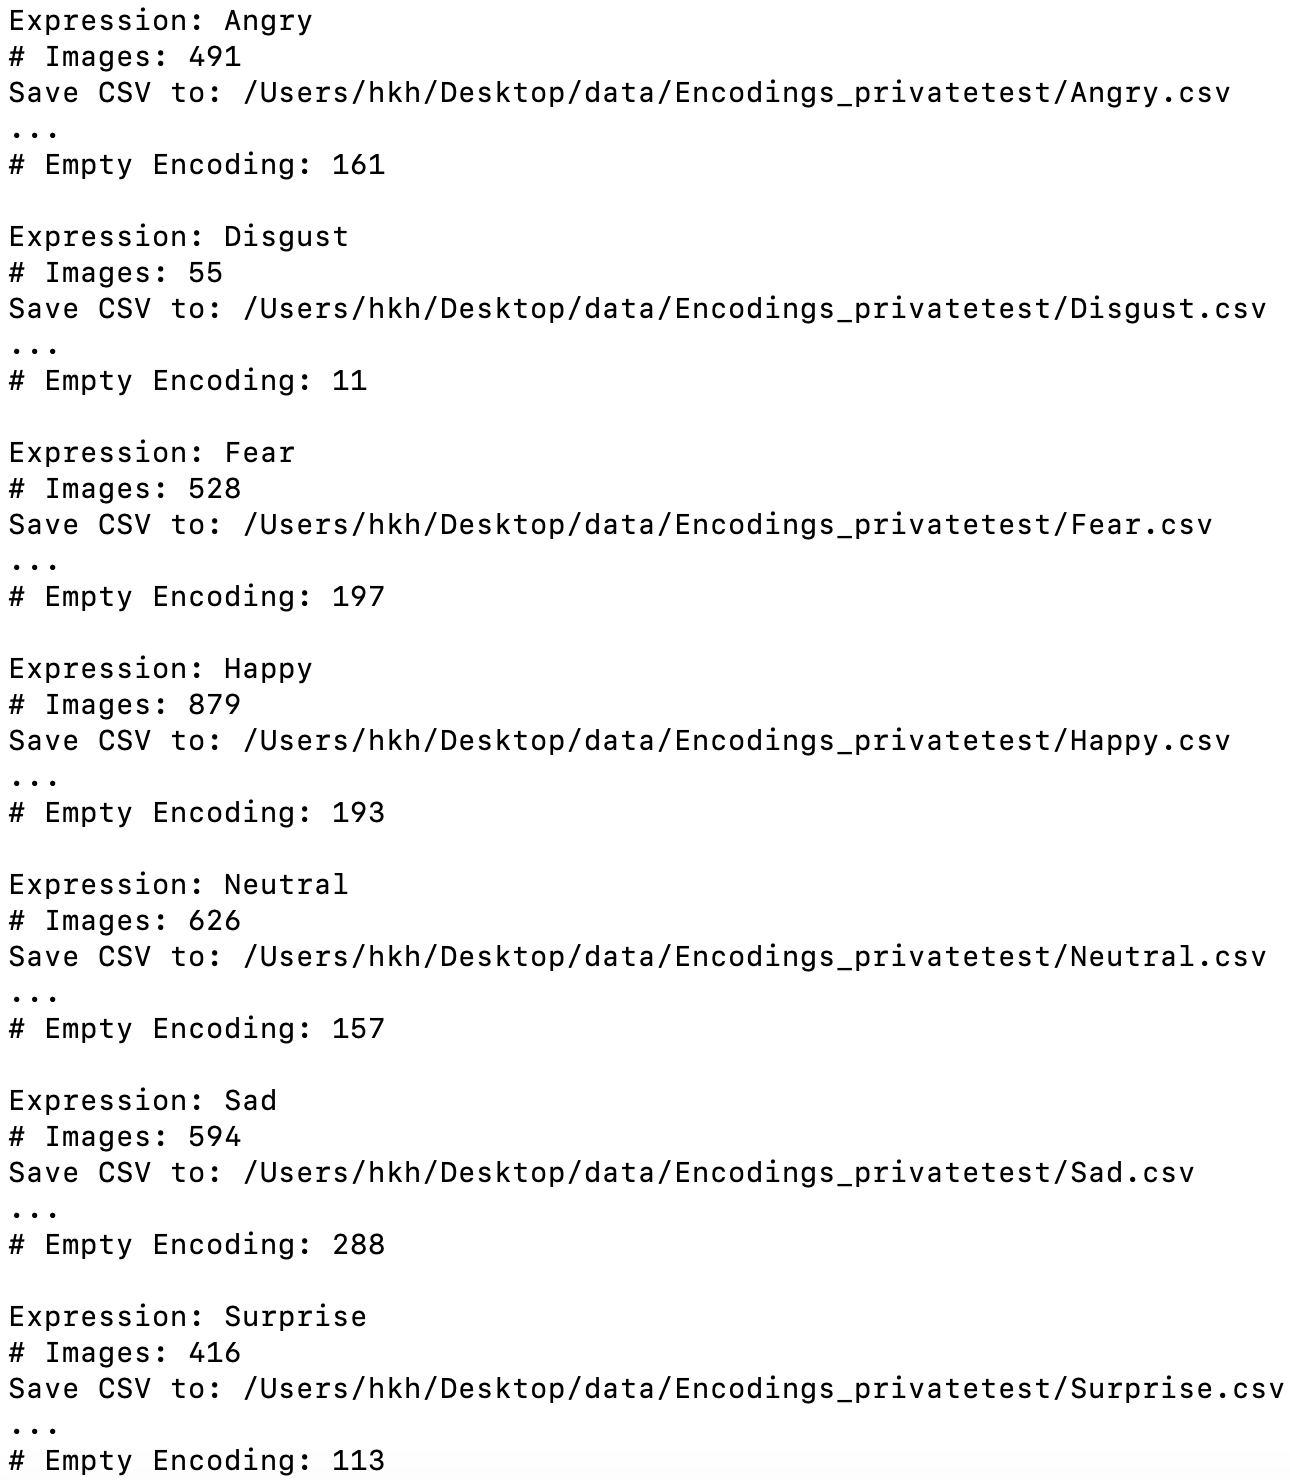 Expression: Angry
# Images: 491
Save CSV to: /Users/hkh/Desktop/data/Encodings_privatetest/Angry.csv
...
# Empty Encoding: 161
Expression: Disgust
# Images: 55
Save CSV to: /Users/hkh/Desktop/data/Encodings_privatetest/Disgust.csv
...
# Empty Encoding: 11
Expression: Fear
# Images: 528
Save CSV to: /Users/hkh/Desktop/data/Encodings_privatetest/Fear.csv
...
# Empty Encoding: 197
Expression: Happy
# Images: 879
Save CSV to: /Users/hkh/Desktop/data/Encodings_privatetest/Happy.csv
...
# Empty Encoding: 193
Expression: Neutral
# Images: 626
Save CSV to: /Users/hkh/Desktop/data/Encodings_privatetest/Neutral.csv
...
# Empty Encoding: 157
Expression: Sad
# Images: 594
Save CSV to: /Users/hkh/Desktop/data/Encodings_privatetest/Sad.csv
...
# Empty Encoding: 288
Expression: Surprise
# Images: 416
Save CSV to: /Users/hkh/Desktop/data/Encodings_privatetest/Surprise.csv
...
# Empty Encoding: 113